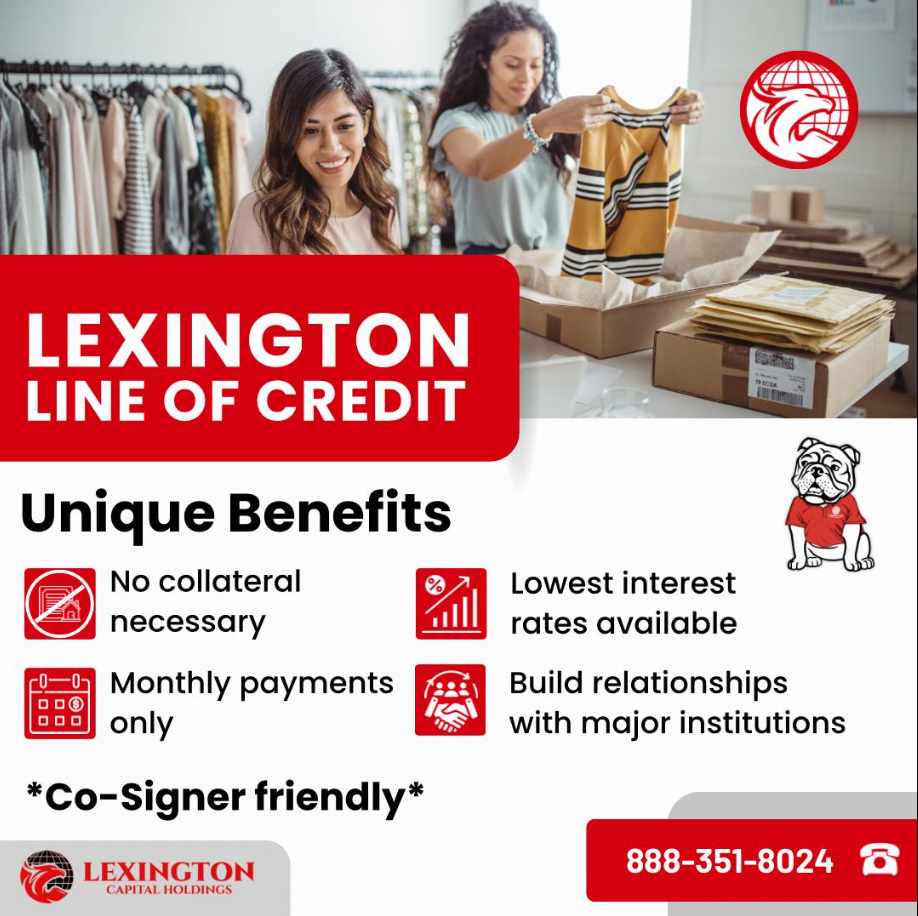 LEXINGTON
LINE OF CREDIT
Unique Benefits
No collateral
necessary
Lowest interest
rates available
Monthly payments
only
Build relationships
with major institutions
*Co-Signer friendly*
LEXINGTON
CAPITAL HOLDINGS
888-351-8024